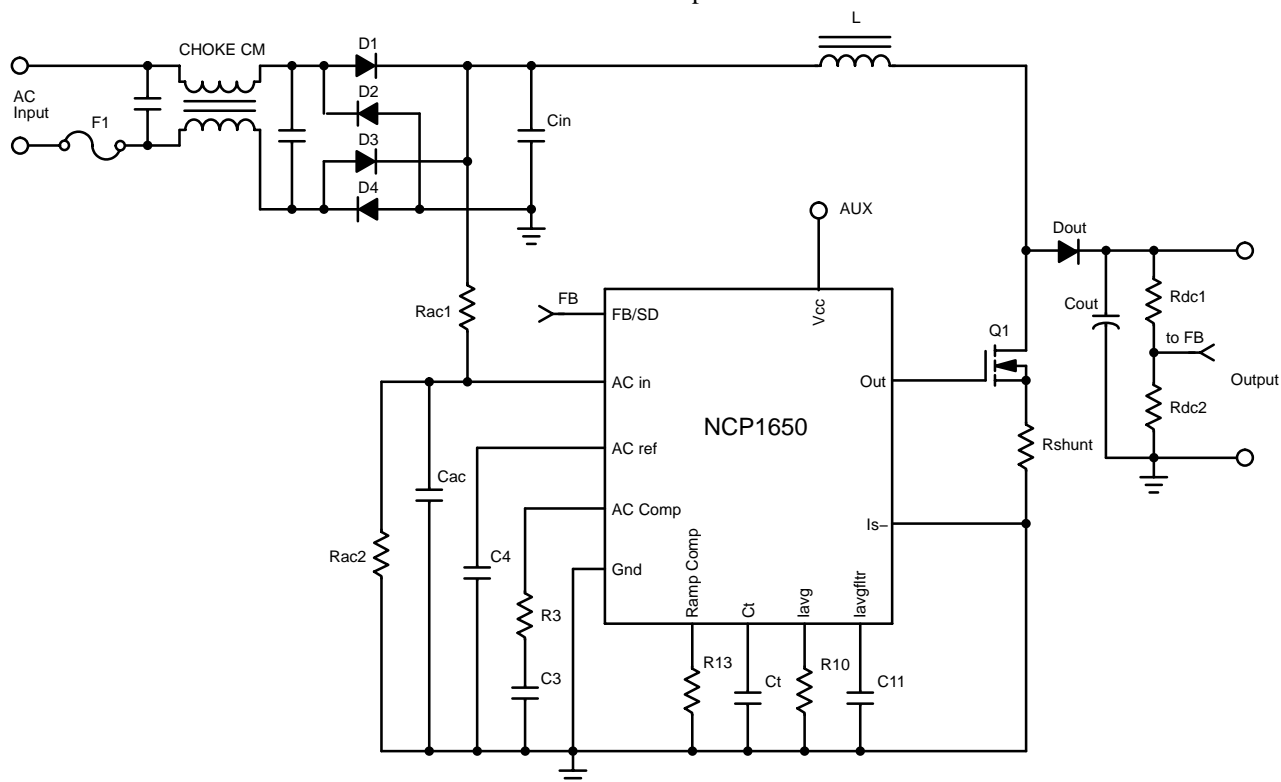 L
CHOKE CM
D1
AC
Input
F1
D2
D3
D4
Cin
AUX
Dout
Rac1
FB
FB/SD
Vcc
Cout
Rdc1
Q1
to FB
AC in
Out
Output
Rdc2
NCP1650
AC ref
Rshunt
Cac
AC Comp
Is–
Rac2
C4
Gnd
Ramp Comp
Ct
Iavg
Iavgfltr
R3
R13
Ct
R10
C11
C3